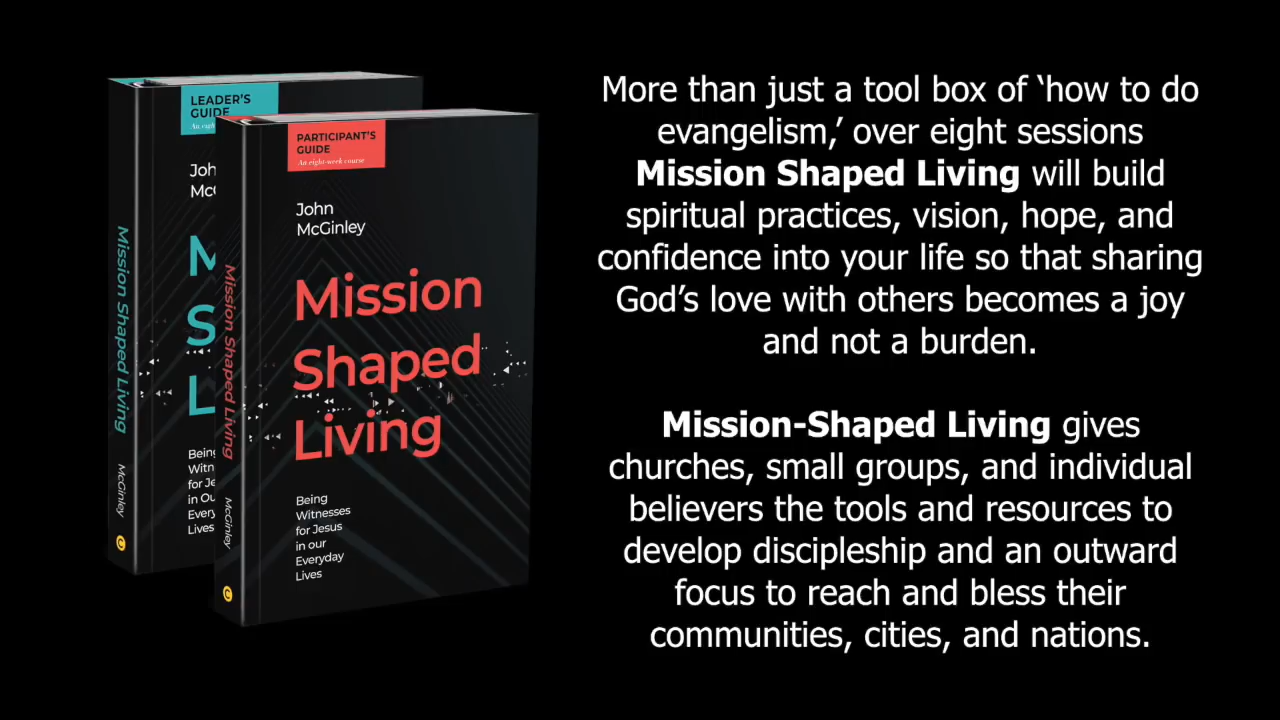 LEADER'S
GUIDE
John
Mission Shaped Living
McGinley
PARTICIPANT'S
GUIDE
An eight-week course
John
McGinley
Mission
Shaped
Living
Being
Witnesses
for Jesus
in our
Everyday
Lives
Mission Shaped Living
McGinley
More than just a tool box of ‘how to do
evangelism,’ over eight sessions
Mission Shaped Living will build
spiritual practices, vision, hope, and
confidence into your life so that sharing
God’s love with others becomes a joy
and not a burden.
Mission-Shaped Living gives
churches, small groups, and individual
believers the tools and resources to
develop discipleship and an outward
focus to reach and bless their
communities, cities, and nations.